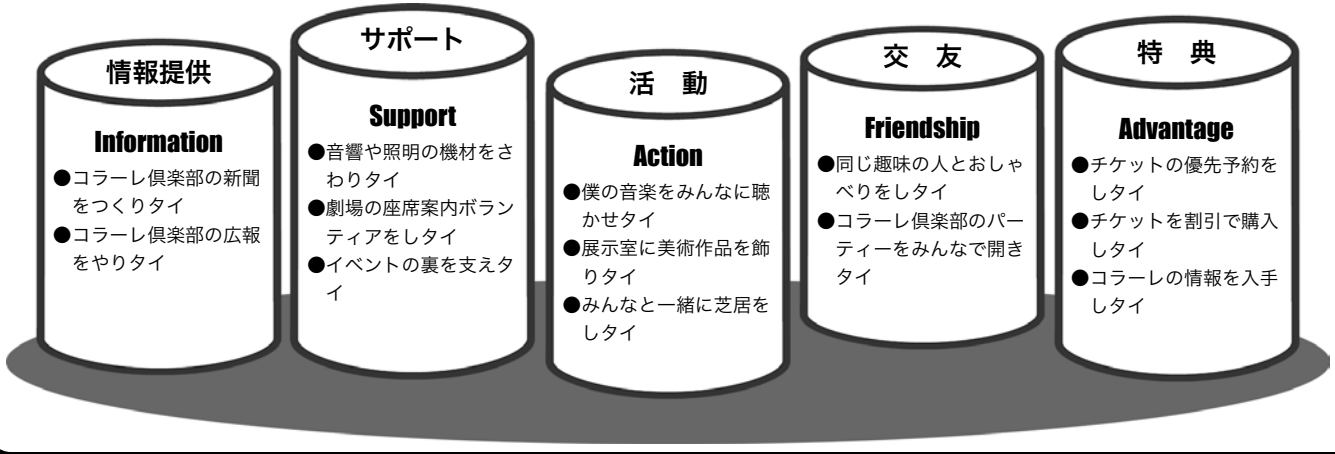 情報提供
Information
●コラーレ倶楽部の新聞
をつくりタイ
●コラーレ倶楽部の広報
をやりタイ
サポート
Support
●音響や照明の機材をさ
わりタイ
●劇場の座席案内ボラン
ティアをしタイ
●イベントの裏を支えタ
イ
活　動
Action
●僕の音楽をみんなに聴
かせタイ
●展示室に美術作品を飾
りタイ
●みんなと一緒に芝居を
しタイ
交　友
Friendship
●同じ趣味の人とおしゃ
べりをしタイ
●コラーレ倶楽部のパー
ティーをみんなで開き
タイ
特　典
Advantage
●チケットの優先予約を
しタイ
●チケットを割引で購入
しタイ
●コラーレの情報を入手
しタイ